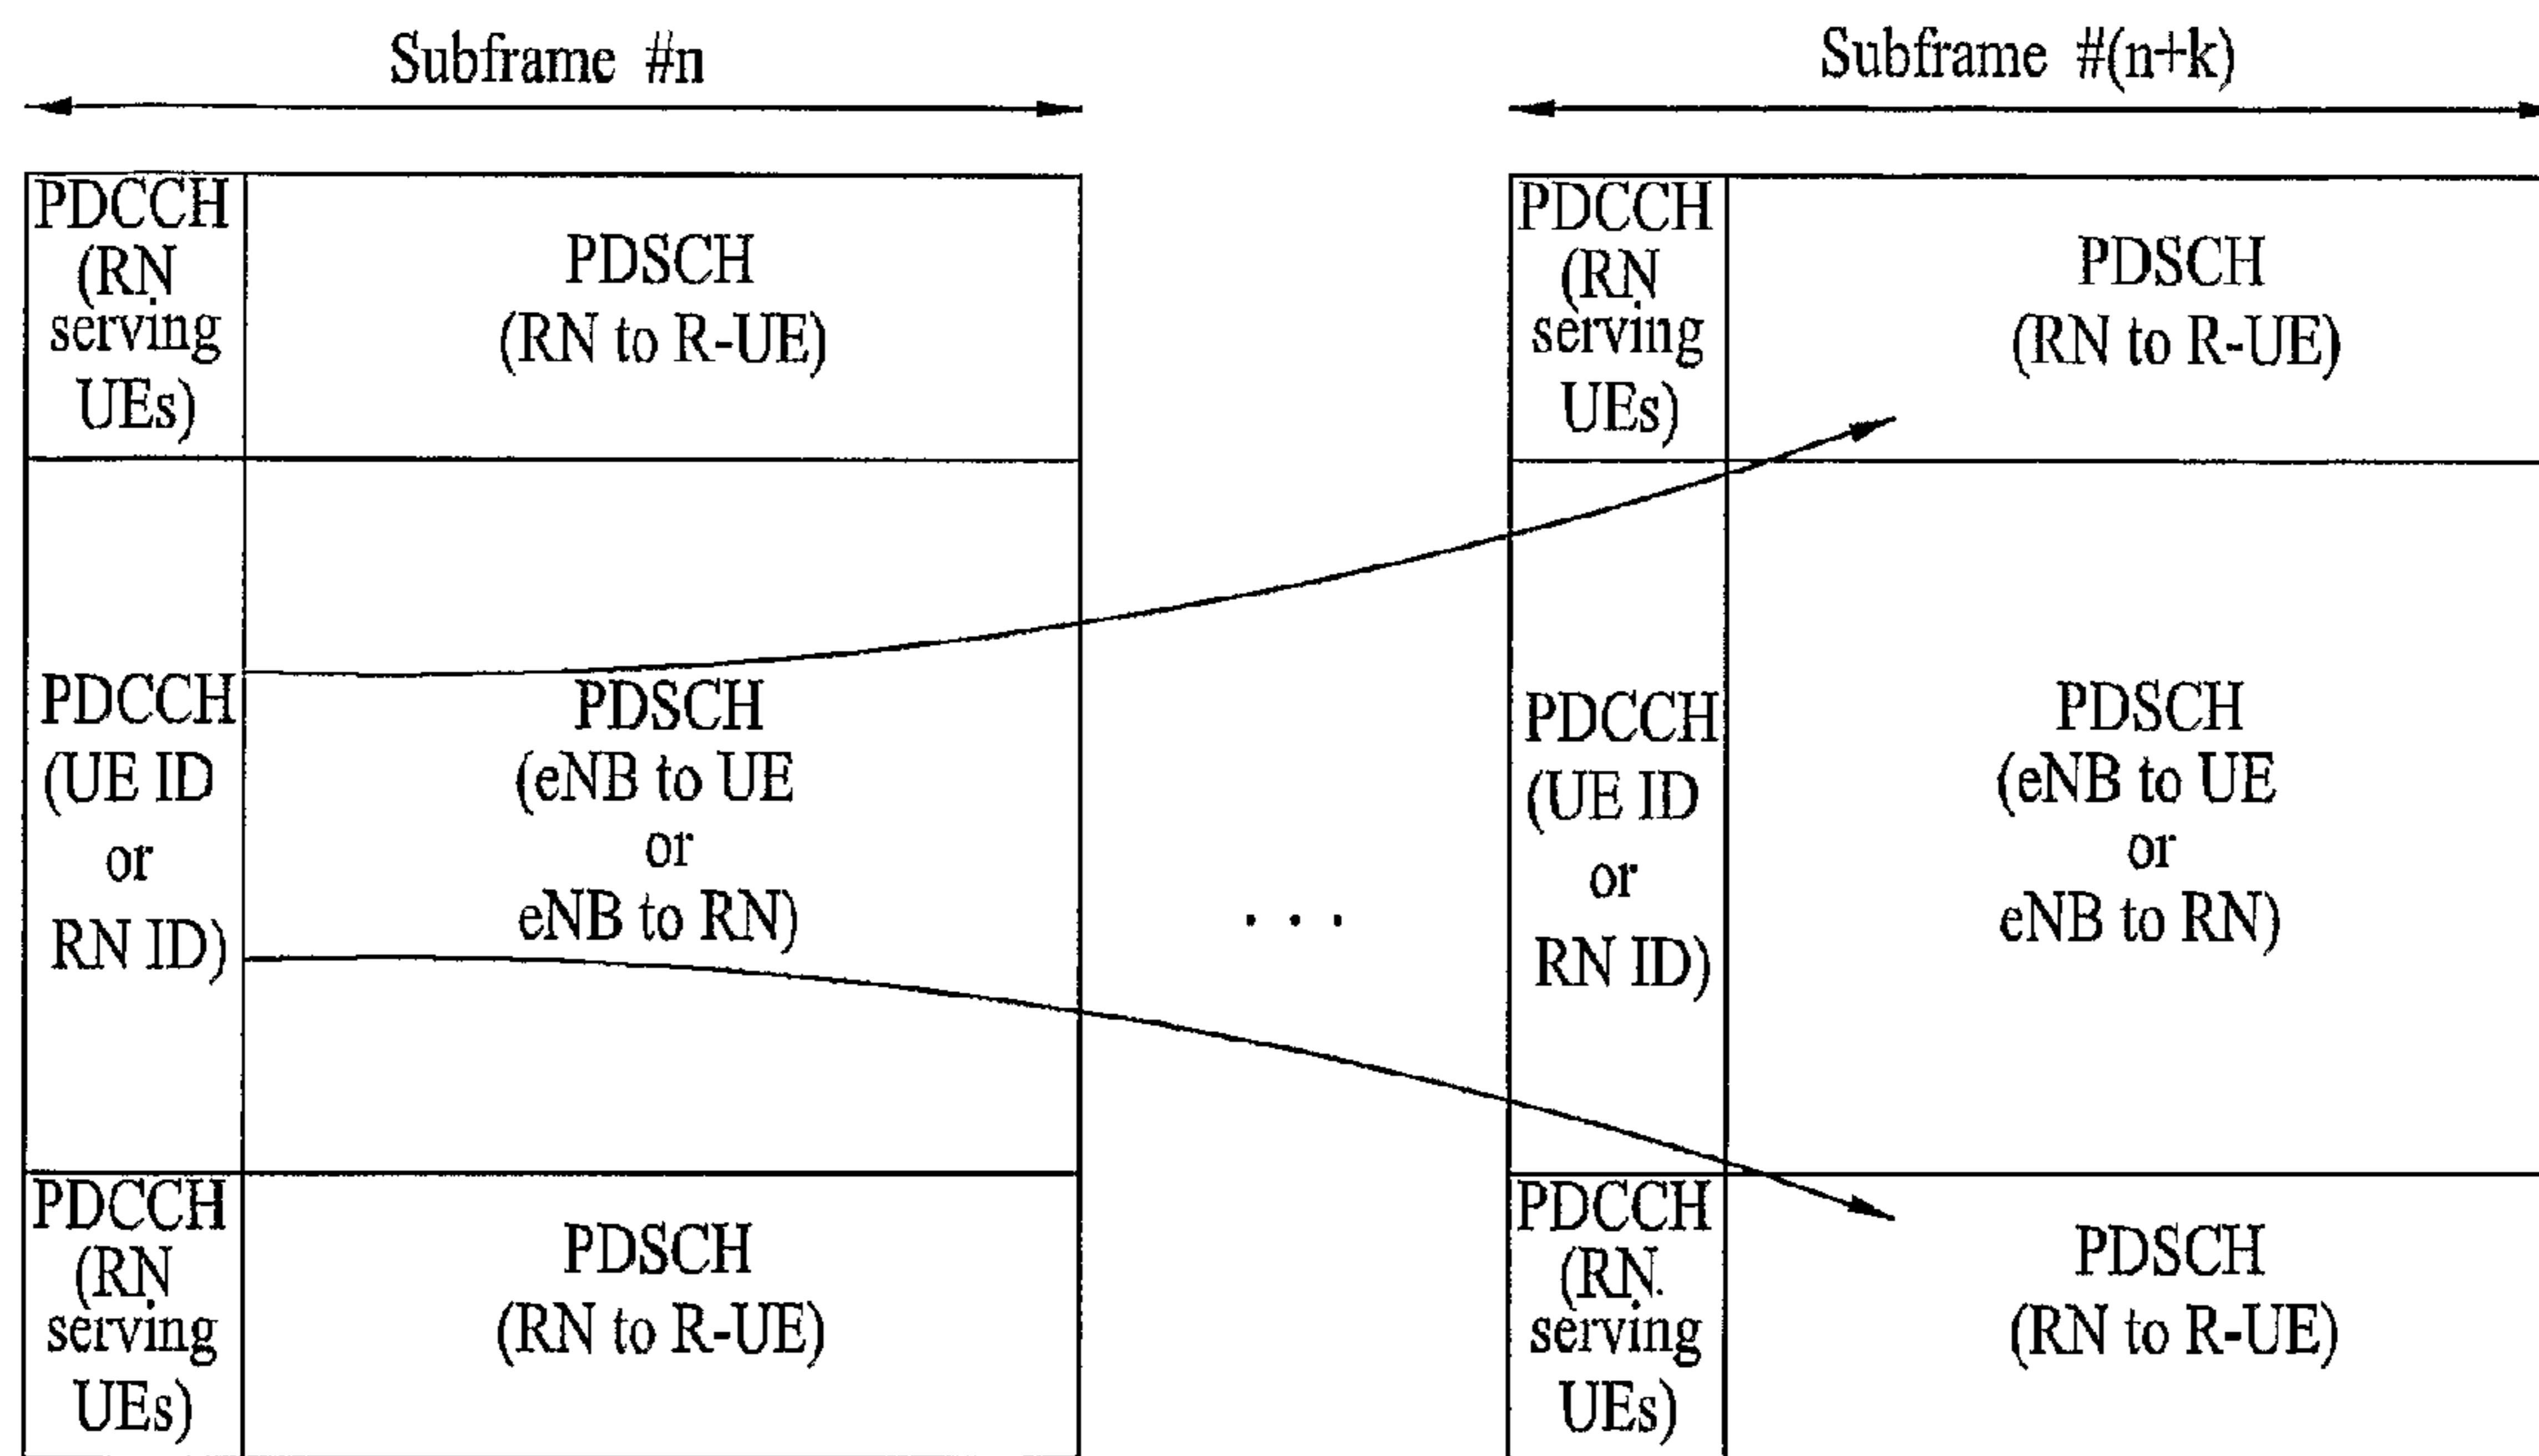 Subframe #n
Subframe #(n+k)
PDCCH
(RN
serving
UEs)
PDSCH
(RN to R-UE)
PDCCH
(RN
serving
UEs)
PDSCH
(RN to R-UE)
PDCCH
(UE ID
or
RN ID)
PDSCH
(eNB to UE
or
eNB to RN)
...
PDCCH
(UE ID
or
RN ID)
PDSCH
(eNB to UE
or
eNB to RN)
PDCCH
(RN
serving
UEs)
PDSCH
(RN to R-UE)
PDCCH
(RN
serving
UEs)
PDSCH
(RN to R-UE)